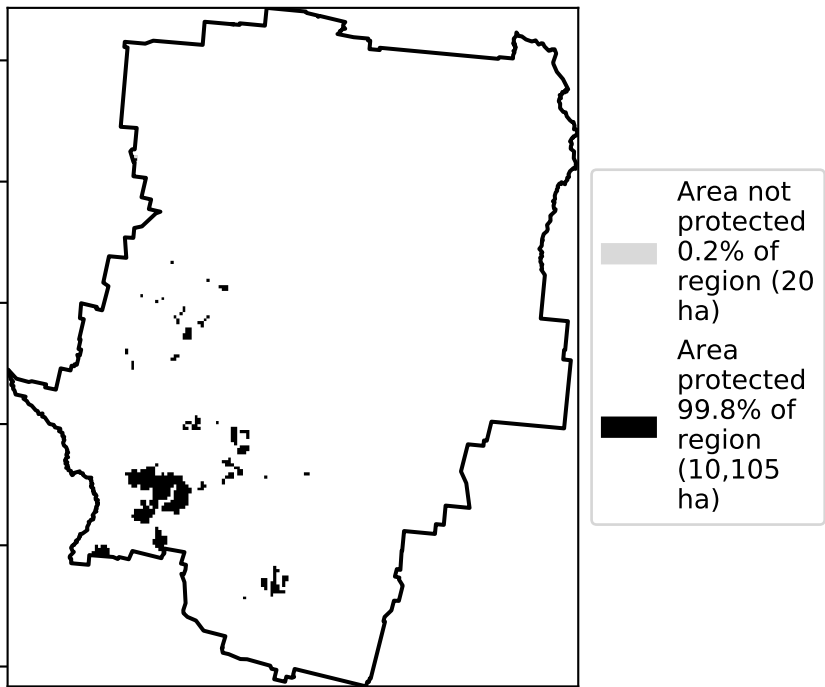 Area not
protected
0.2% of
region (20
ha)
Area
protected
99.8% of
region
(10,105
ha)